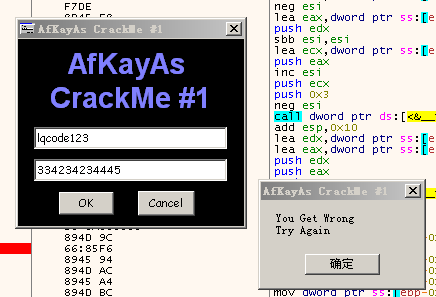 F7DE
neg esi
lea eax,dword ptr ss:[e
push edx
sbb esi,esi
lea ecx,dword ptr ss:[e
push eax
inc esi
push ecx
push 0x3
neg esi
call dword ptr ds:[<&
add esp,0x10
lea edx,dword ptr ss:[e
lea eax,dword ptr ss:[e
push edx
push eax
AfKayAs CrackMe #1
AfKayAs
CrackMe #1
lqcode123
334234234445
OK
Cancel
AfKayAs CrackMe #1
You Get Wrong
Try Again
确定
894D 9C
66:85F6
8945 94
894D AC
8945 A4
894D BC
mov dword ptr [ebp-